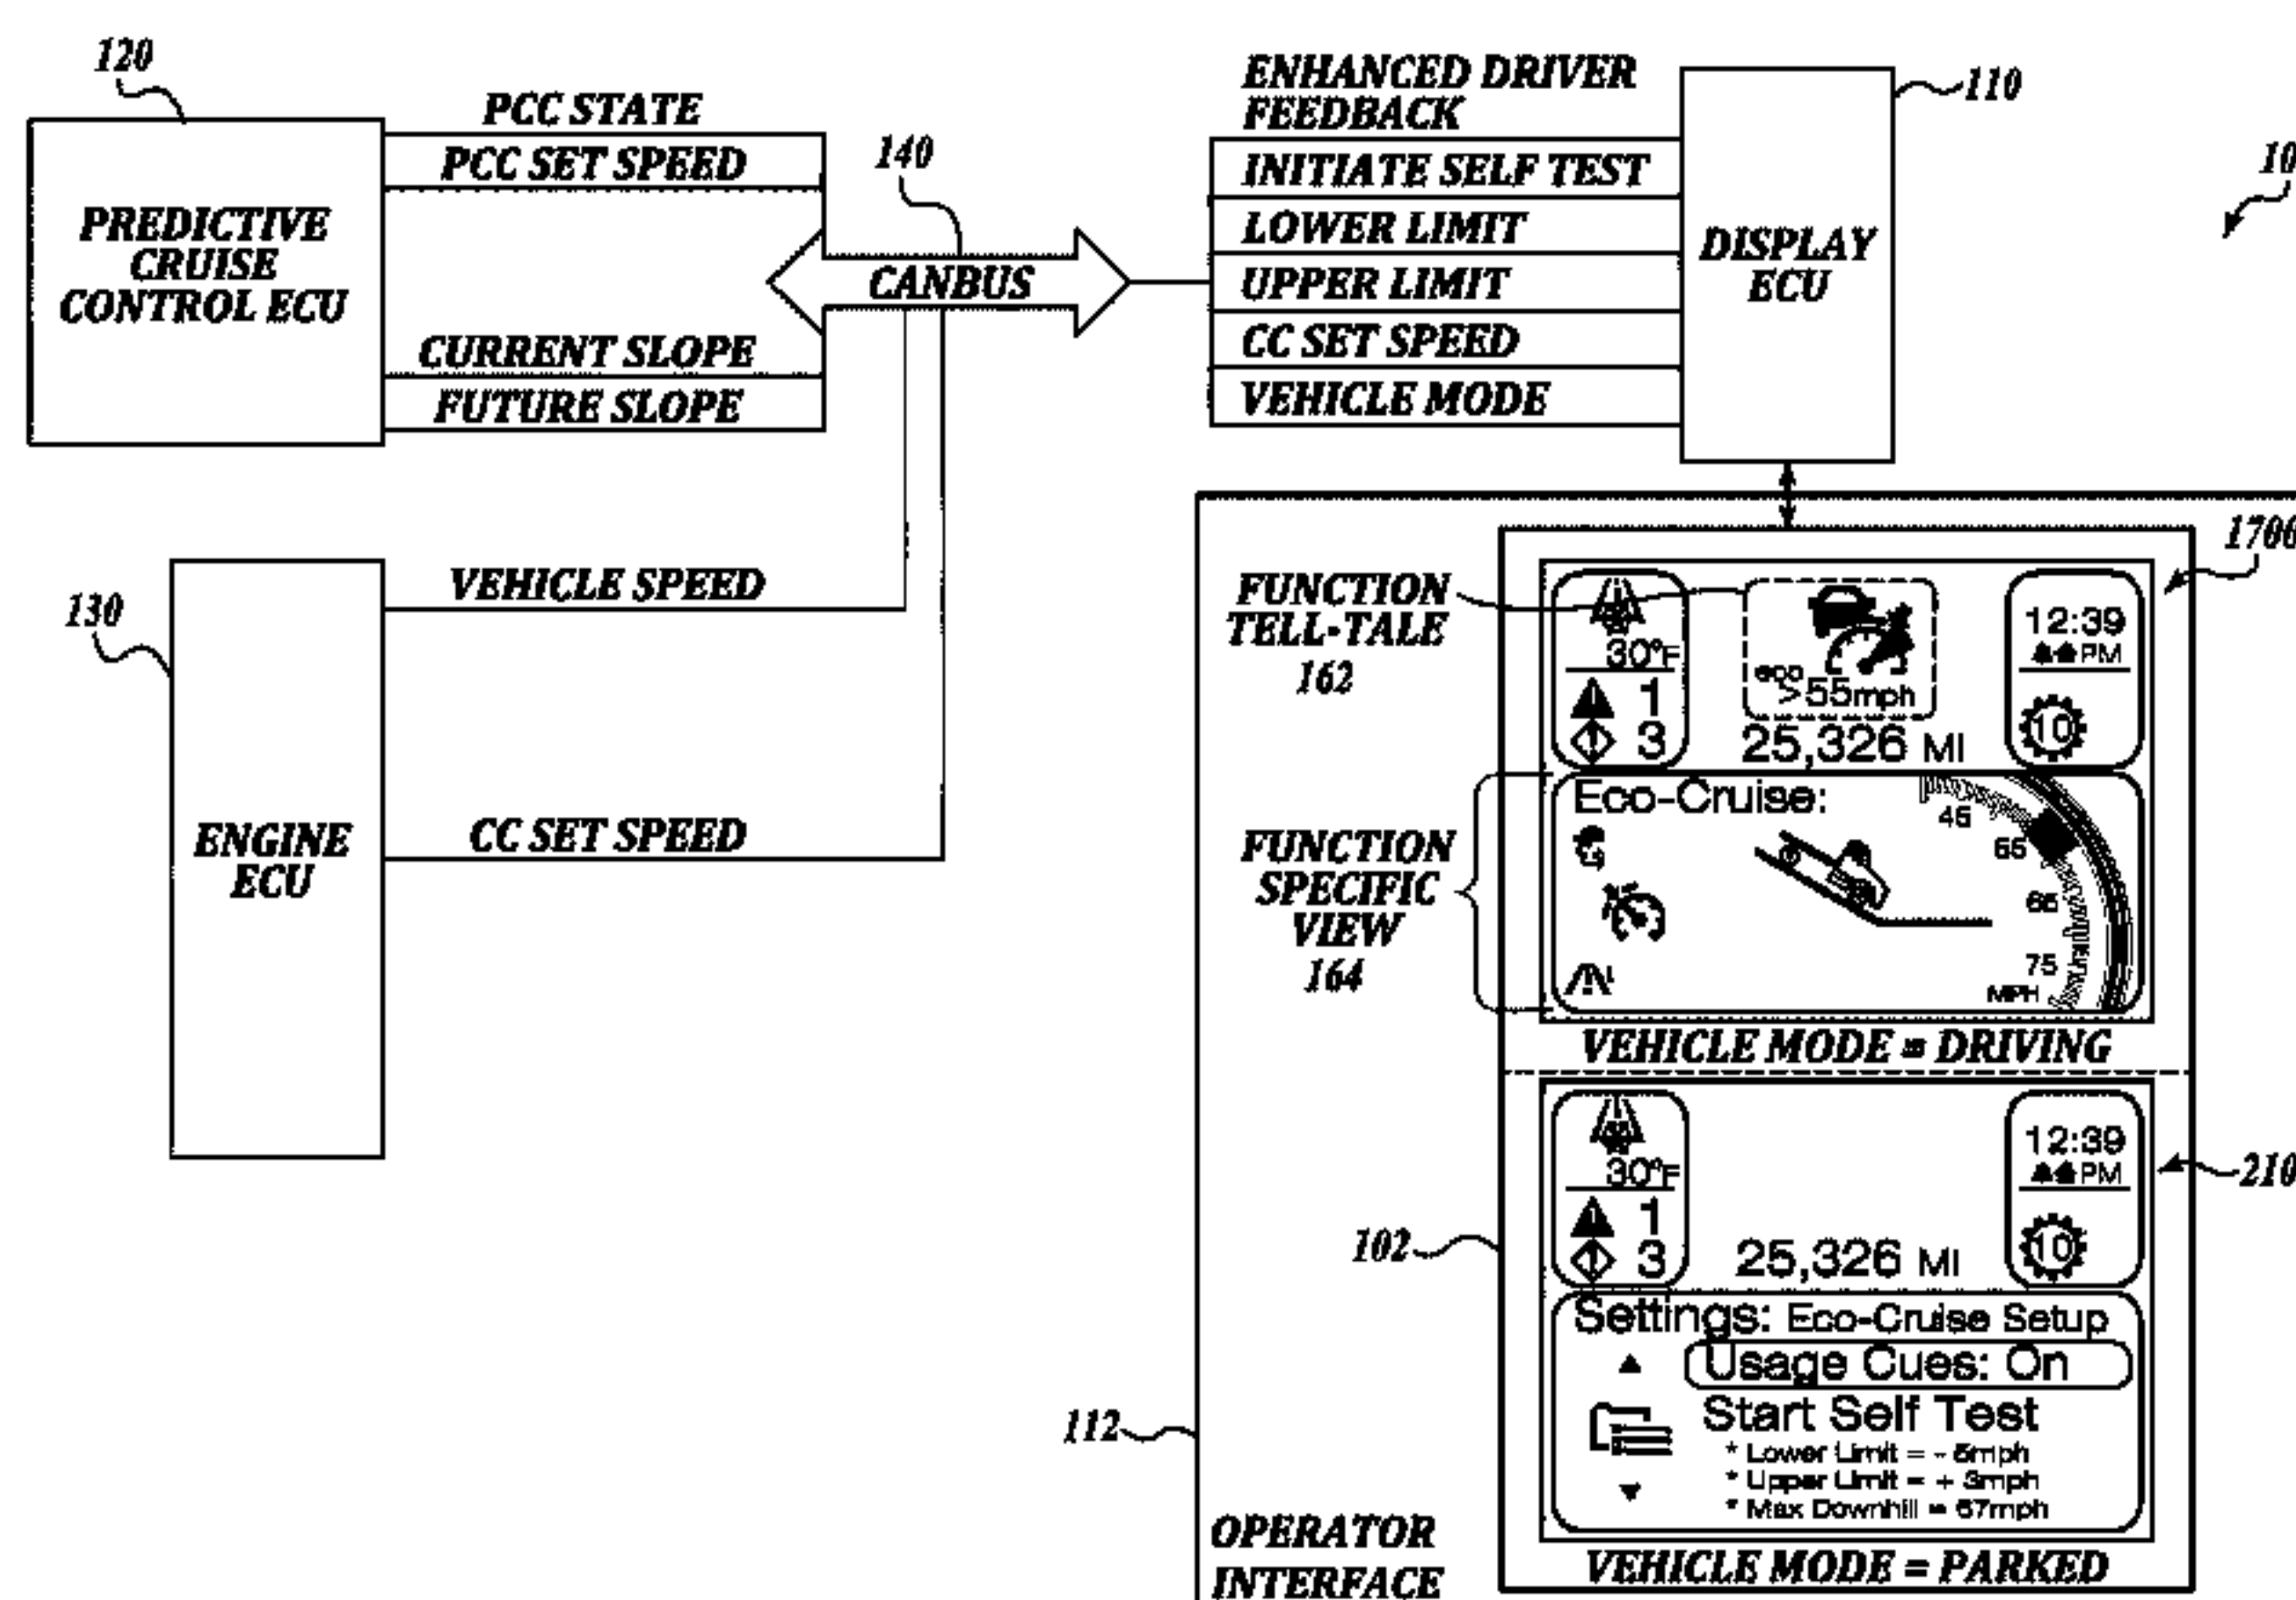 120
PCC STATE
PCC SET SPEED
PREDICTIVE
CRUISE
CONTROL ECU
CURRENT SLOPE
FUTURE SLOPE
140
CANBUS
ENHANCED DRIVER
FEEDBACK
INITIATE SELF TEST
LOWER LIMIT
UPPER LIMIT
CC SET SPEED
VEHICLE MODE
DISPLAY
ECU
110
10
130
ENGINE
ECU
VEHICLE SPEED
CC SET SPEED
1700
FUNCTION
TELL-TALE
162
30°F
1
3
eco
>55mph
25,326 MI
12:39
PM
10
FUNCTION
SPECIFIC
VIEW
164
Eco-Cruise:
45
55
65
75
MPH
VEHICLE MODE = DRIVING
102
30°F
1
3
25,326 MI
12:39
PM
10
210
Settings: Eco-Cruise Setup
Usage Cues: On
Start Self Test
* Lower Limit = - 5mph
* Upper Limit = + 3mph
* Max Downhill = 67mph
VEHICLE MODE = PARKED
112
OPERATOR
INTERFACE